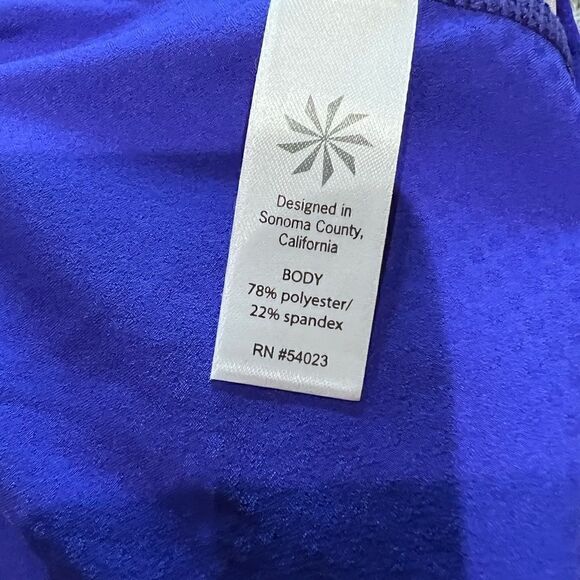 Designed in
Sonoma County,
California
BODY
78% polyester/
22% spandex
RN #54023